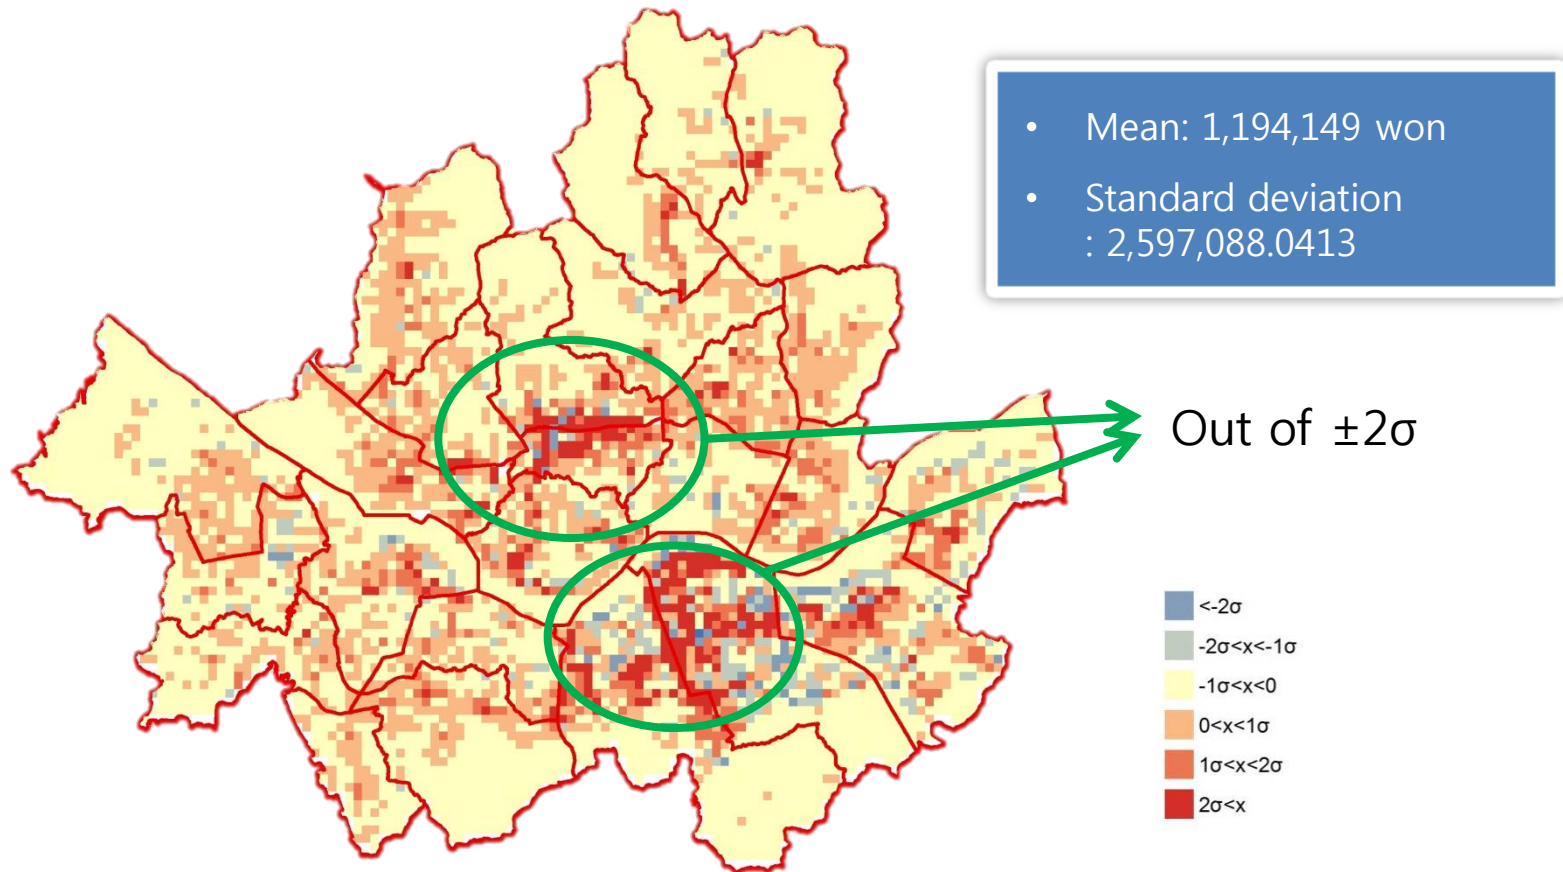 • Mean: 1,194,149 won
• Standard deviation
: 2,597,088.0413
Out of ±2σ
<-2σ
-2σ<x<-1σ
-1σ<x<0
0<x<1σ
1σ<x<2σ
2σ<x